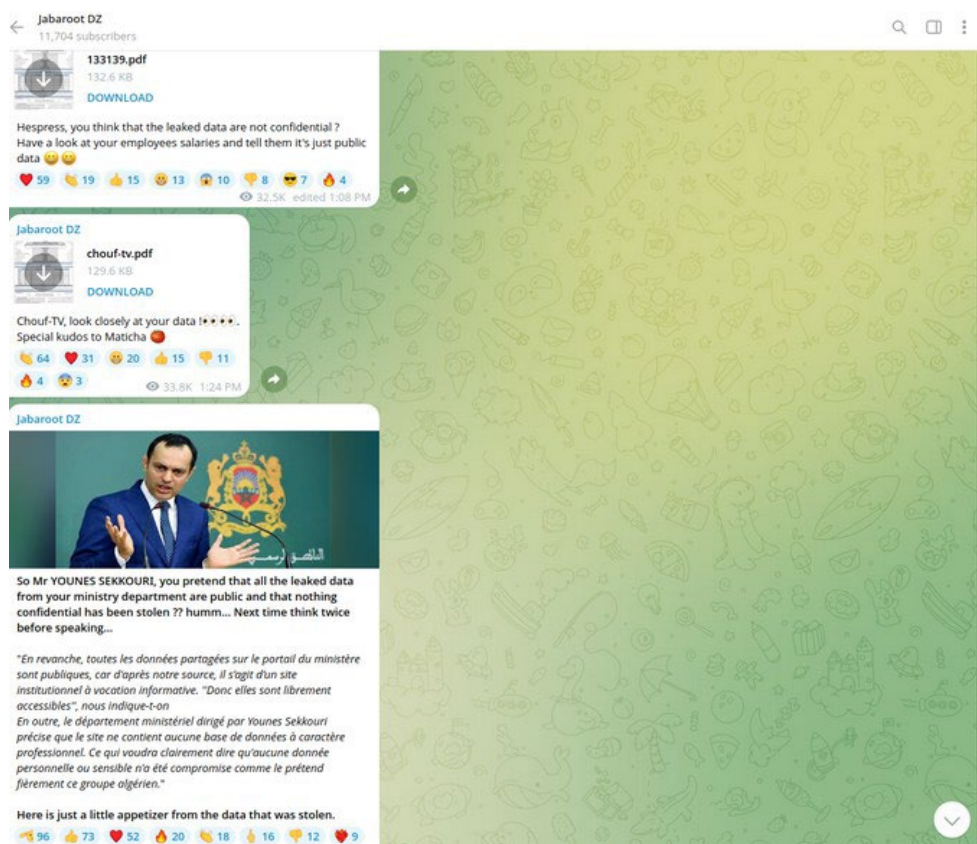 Jabaroot DZ
11,704 subscribers
133139.pdf
132.6 KB
DOWNLOAD
Hespress, you think that the leaked data are not confidential ?
Have a look at your employees salaries and tell them it's just public
data
59 19 15 13 10 8 7 4
32.5K edited 1:08 PM
Jabaroot DZ
chouf-tv.pdf
129.6 KB
DOWNLOAD
Chouf-TV, look closely at your data !
Special kudos to Maticha
64 31 20 15 11
4 3
33.8K 1:24 PM
Jabaroot DZ
الناطق الرسمي
So Mr YOUNES SEKKOURI, you pretend that all the leaked data
from your ministry department are public and that nothing
confidential has been stolen ?? humm... Next time think twice
before speaking...
"En revanche, toutes les données partagées sur le portail du ministère
sont publiques, car d'après notre source, il s'agit d'un site
institutionnel à vocation informative. "Donc elles sont librement
accessibles", nous indique-t-on
En outre, le département ministériel dirigé par Younes Sekkouri
précise que le site ne contient aucune base de données à caractère
professionnel. Ce qui voudra clairement dire qu'aucune donnée
personnelle ou sensible n'a été compromise comme le prétend
fièrement ce groupe algérien."
Here is just a little appetizer from the data that was stolen.
96 73 52 20 18 16 12 9